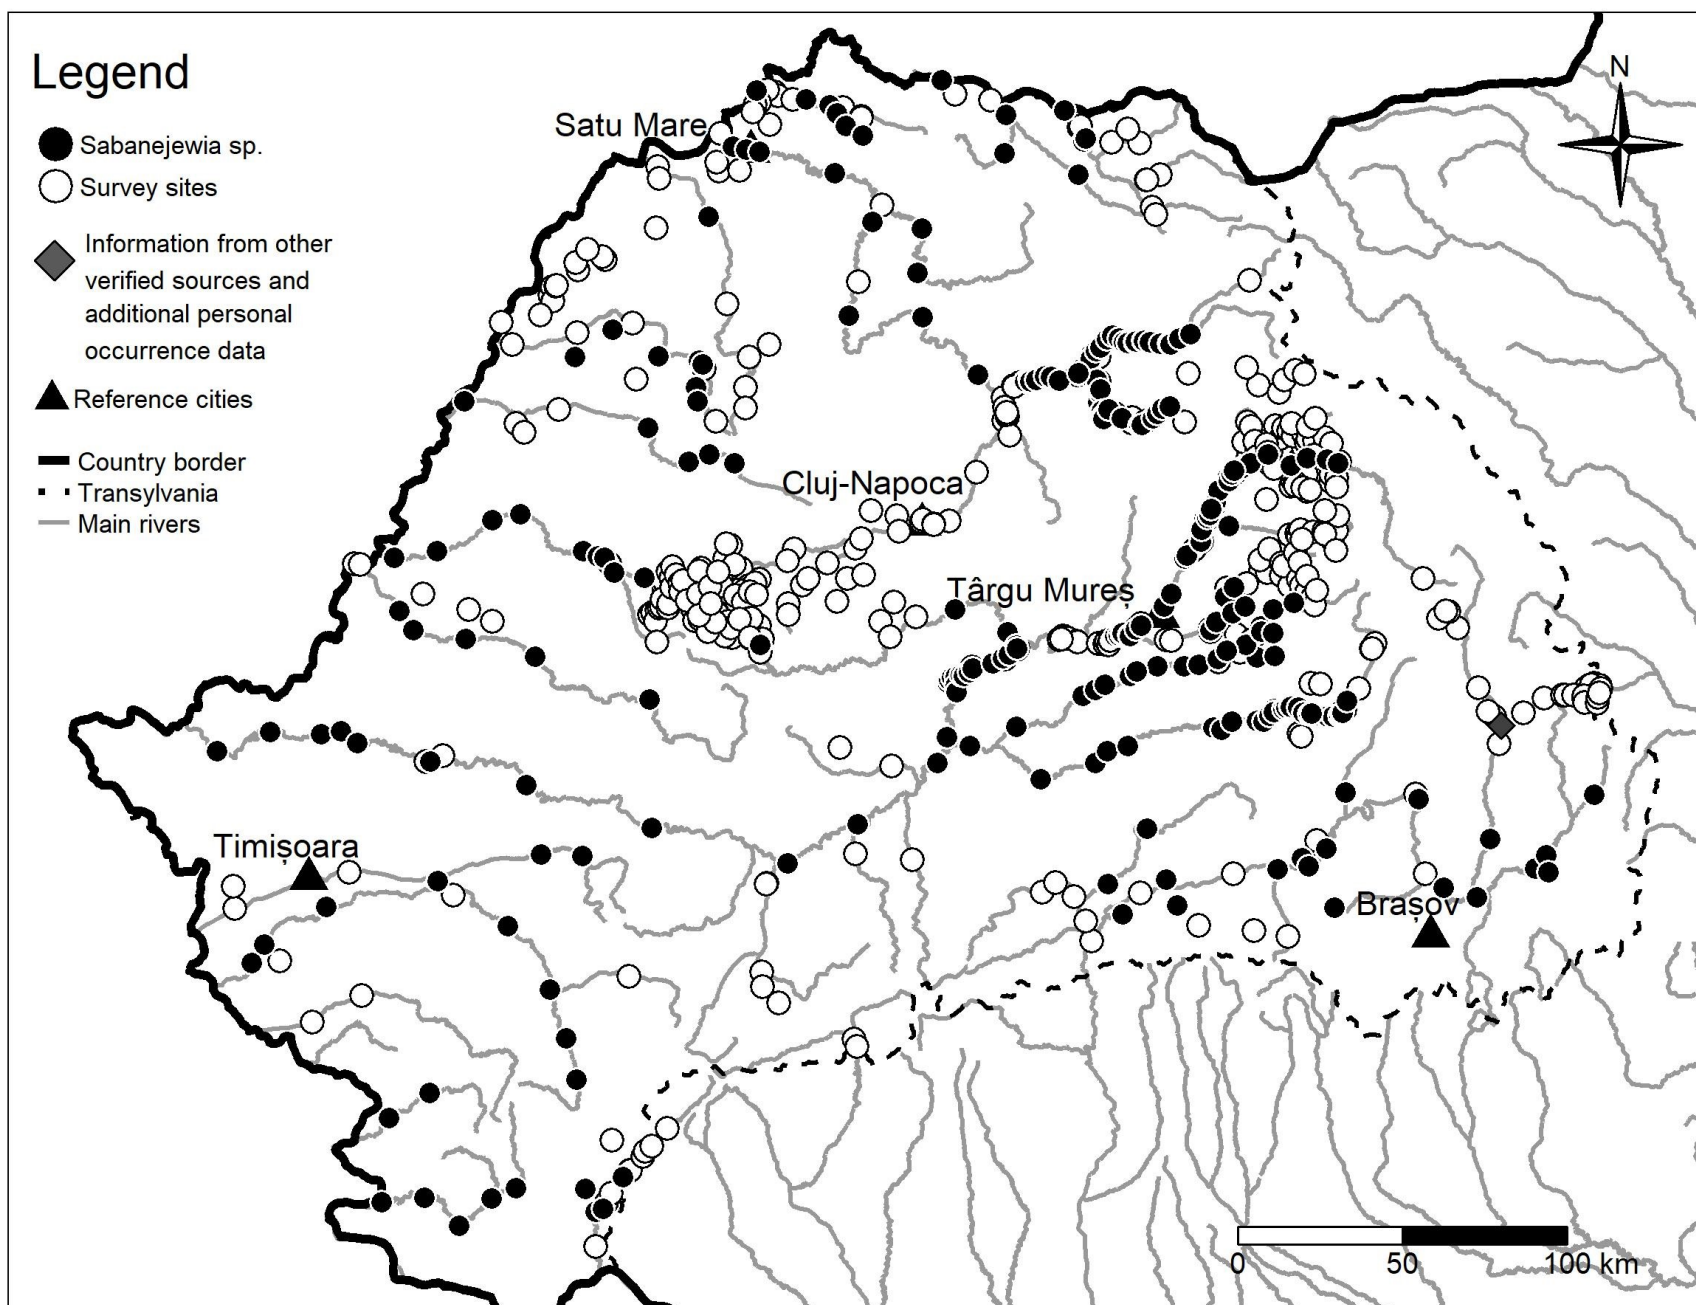 Legend
Sabanejewia sp.
Survey sites
Information from other
verified sources and
additional personal
occurrence data
Reference cities
Country border
Transylvania
Main rivers
N
Satu Mare
Cluj-Napoca
Târgu Mureș
Timișoara
Brașov
0 50 100 km